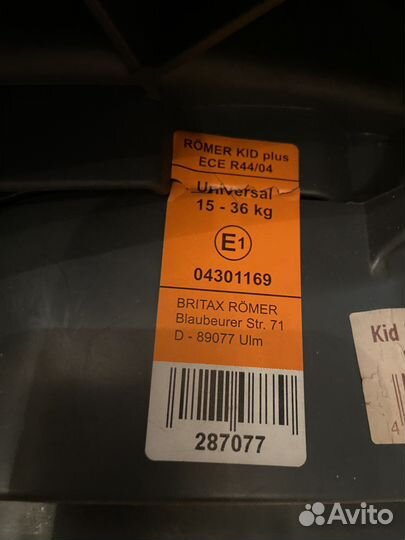 RÖMER KID plus
ECE R44/04
Universal
15 - 36 kg
E1
04301169
BRITAX RÖMER
Blaubeurer Str. 71
D - 89077 Ulm
287077
Kid
4
Avito